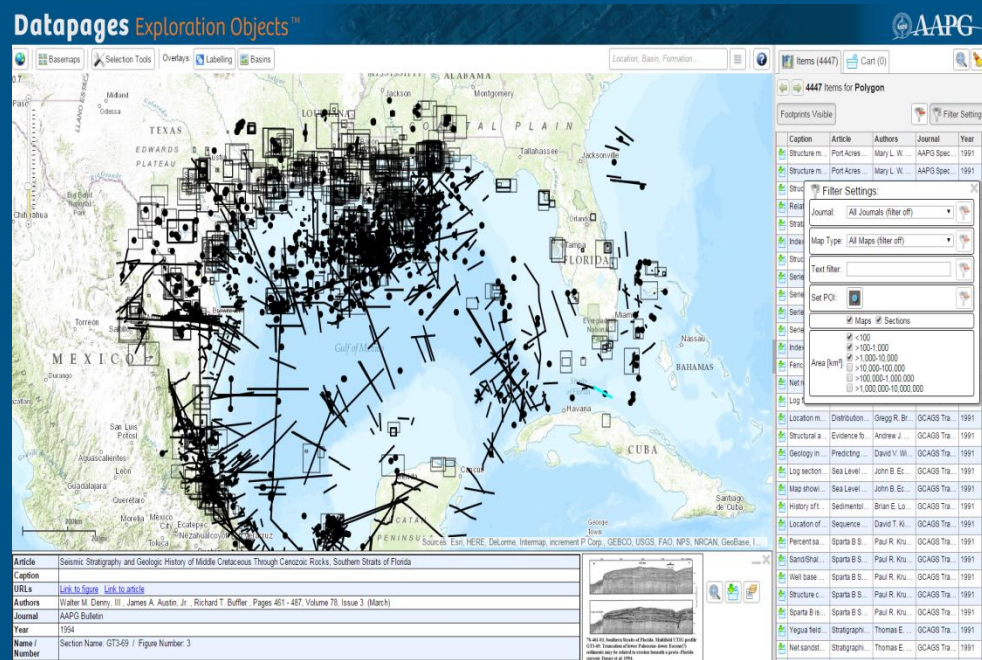 Datapages Exploration Objects™
AAPG
Basemaps
Selection Tools
Overlays:
Labelling
Basins
Location, Basin, Formation...
Items (4447)
Cart (0)
4447 Items for Polygon
Footprints Visible
Filter Setting
Caption Article Authors Journal Year
Structure m... Port Acres ... Mary L. W. ... AAPG Spec... 1991
Structure m... Port Acres ... Mary L. W. ... AAPG Spec... 1991
Filter Settings:
Journal: All Journals (filter off)
Map Type: All Maps (filter off)
Text filter:
Set POI:
Maps Sections
Area [km²]:
<100
>100-1,000
>1,000-10,000
>10,000-100,000
>100,000-1,000,000
>1,000,000-10,000,000
Location m... Distribution... Gregg R. Br... GCAGS Tra... 1991
Structural a... Evidence fo... Andrew J. ... GCAGS Tra... 1991
Geology in ... Predicting ... David V. Wi... GCAGS Tra... 1991
Log section... Sea Level ... John B. Ec... GCAGS Tra... 1991
Map showi... Sea Level ... John B. Ec... GCAGS Tra... 1991
History of t... Sedimentol... Brian E. Lo... GCAGS Tra... 1991
Location of... Sequence ... David T. Ki... GCAGS Tra... 1991
Percent sa... Sparta B S... Paul R. Kru... GCAGS Tra... 1991
Sand/Shal... Sparta B S... Paul R. Kru... GCAGS Tra... 1991
Well base ... Sparta B S... Paul R. Kru... GCAGS Tra... 1991
Structure c... Sparta B S... Paul R. Kru... GCAGS Tra... 1991
Sparta B is... Sparta B S... Paul R. Kru... GCAGS Tra... 1991
Yegua field... Stratigraphi... Thomas E. ... GCAGS Tra... 1991
Net sandst... Stratigraphi... Thomas E. ... GCAGS Tra... 1991
ALABAMA
Midland
Odessa
Jackson
Montgomery
TEXAS
EDWARDS
PLATEAU
PLAIN
Tallahassee
Jacksonville
Orlando
Tampa
FLORIDA
Miami
Nassau
BAHAMAS
Torreón
MEXICO
Durango
Gulf of
Havana
CUBA
San Luis
Potosí
Aguascalientes
León
Guadalajara
Querétaro
Morelia
Mexico
City
Ecatepec
Toluca
Cancun
PENINSULA
Santiago
de Cuba
George
Town
Sources: Esri, HERE, DeLorme, Intermap, increment P Corp., GEBCO, USGS, FAO, NPS, NRCAN, GeoBase, I...
Article Seismic Stratigraphy and Geologic History of Middle Cretaceous Through Cenozoic Rocks, Southern Straits of Florida
Caption
URLs Link to figure Link to article
Authors Walter M. Denny, III , James A. Austin, Jr. , Richard T. Buffler , Pages 461 - 487, Volume 78, Issue 3. (March)
Journal AAPG Bulletin
Year 1994
Name / Number Section Name: GT3-69 / Figure Number: 3